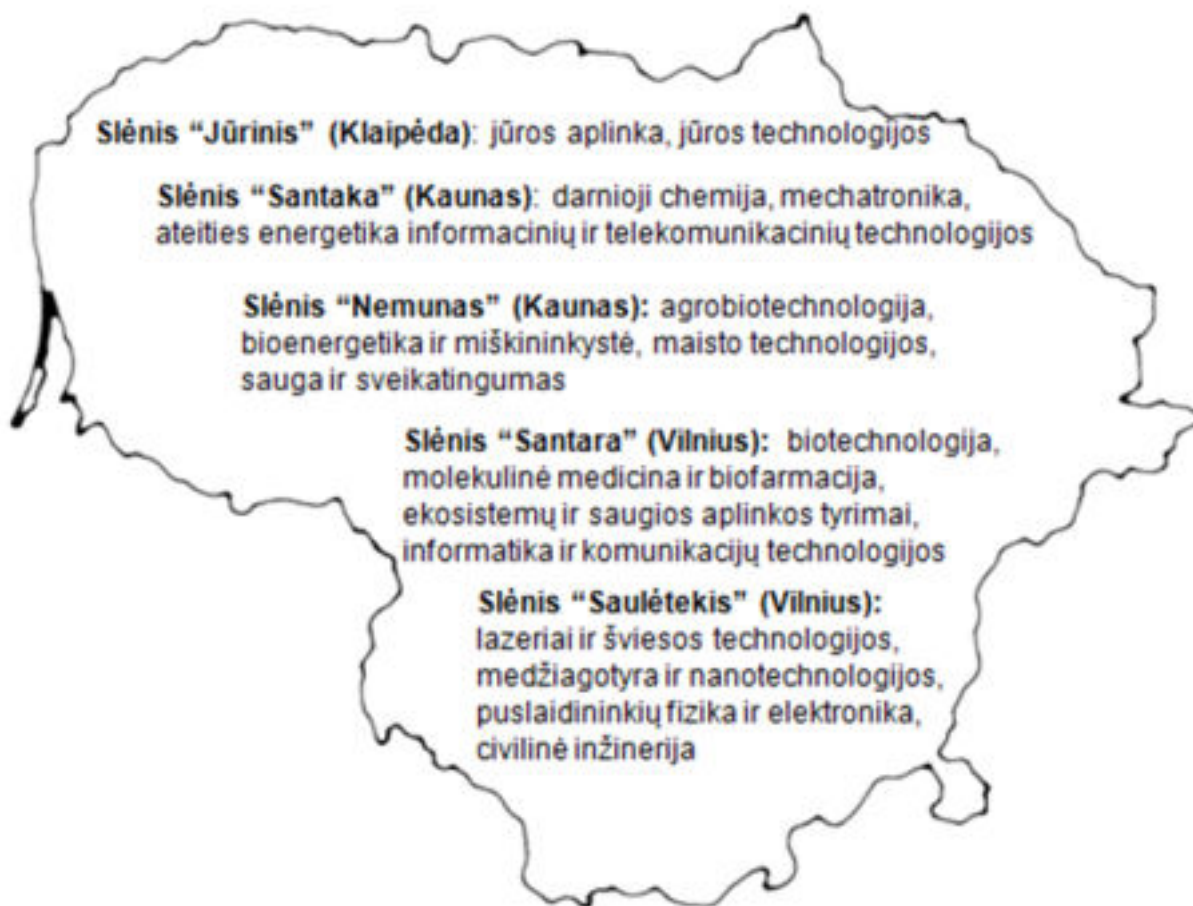 Slėnis “Jūrinis” (Klaipėda): jūros aplinka, jūros technologijos
Slėnis “Santaka” (Kaunas): darnioji chemija, mechatronika,
ateities energetika informacinių ir telekomunikacinių technologijos
Slėnis “Nemunas” (Kaunas): agrobiotechnologija,
bioenergetika ir miškininkystė, maisto technologijos,
sauga ir sveikatingumas
Slėnis “Santara” (Vilnius): biotechnologija,
molekulinė medicina ir biofarmacija,
ekosistemų ir saugios aplinkos tyrimai,
informatika ir komunikacijų technologijos
Slėnis “Saulėtekis” (Vilnius):
lazeriai ir šviesos technologijos,
medžiagotyra ir nanotechnologijos,
puslaidininkių fizika ir elektronika,
civilinė inžinerija